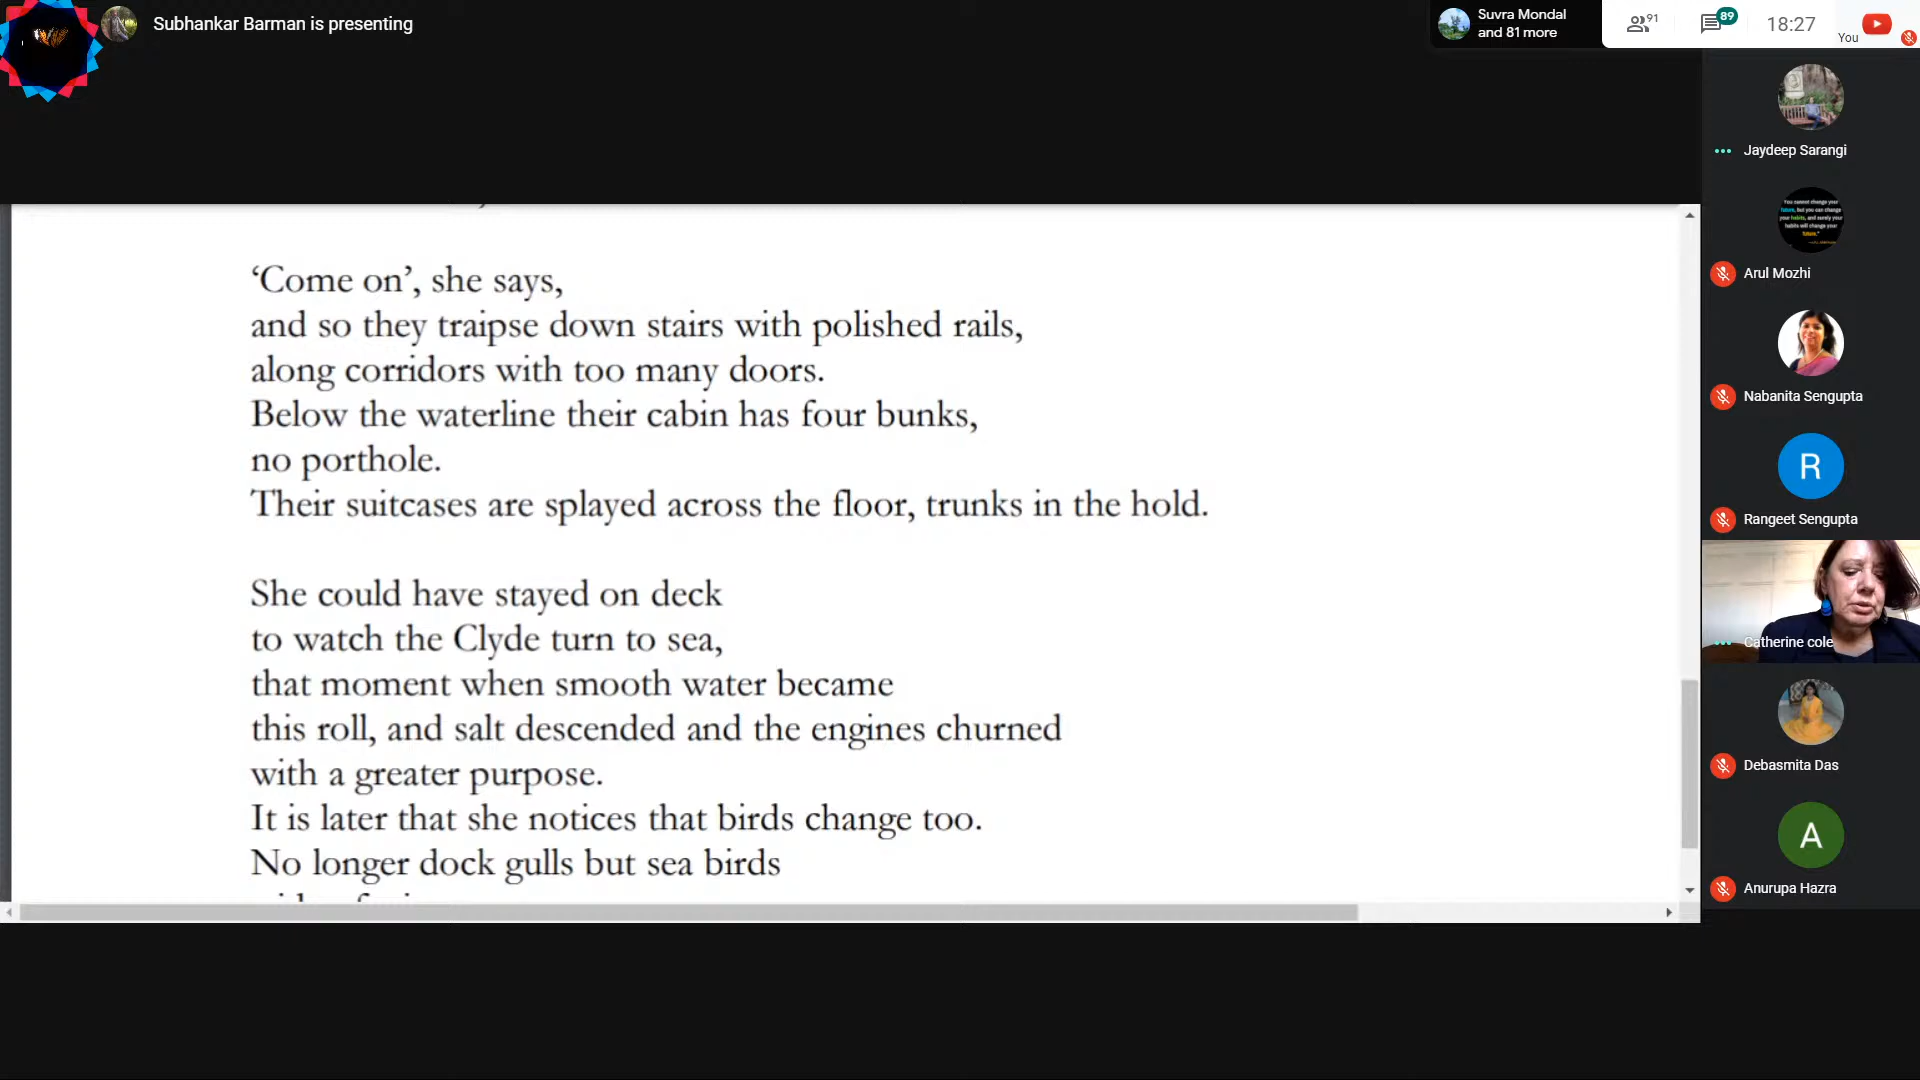 Subhankar Barman is presenting
Suvra Mondal
and 81 more
91
89
18:27
You
Jaydeep Sarangi
Arul Mozhi
Nabanita Sengupta
R
Rangeet Sengupta
Catherine cole
Debasmita Das
A
Anurupa Hazra
‘Come on’, she says,
and so they traipse down stairs with polished rails,
along corridors with too many doors.
Below the waterline their cabin has four bunks,
no porthole.
Their suitcases are splayed across the floor, trunks in the hold.
She could have stayed on deck
to watch the Clyde turn to sea,
that moment when smooth water became
this roll, and salt descended and the engines churned
with a greater purpose.
It is later that she notices that birds change too.
No longer dock gulls but sea birds